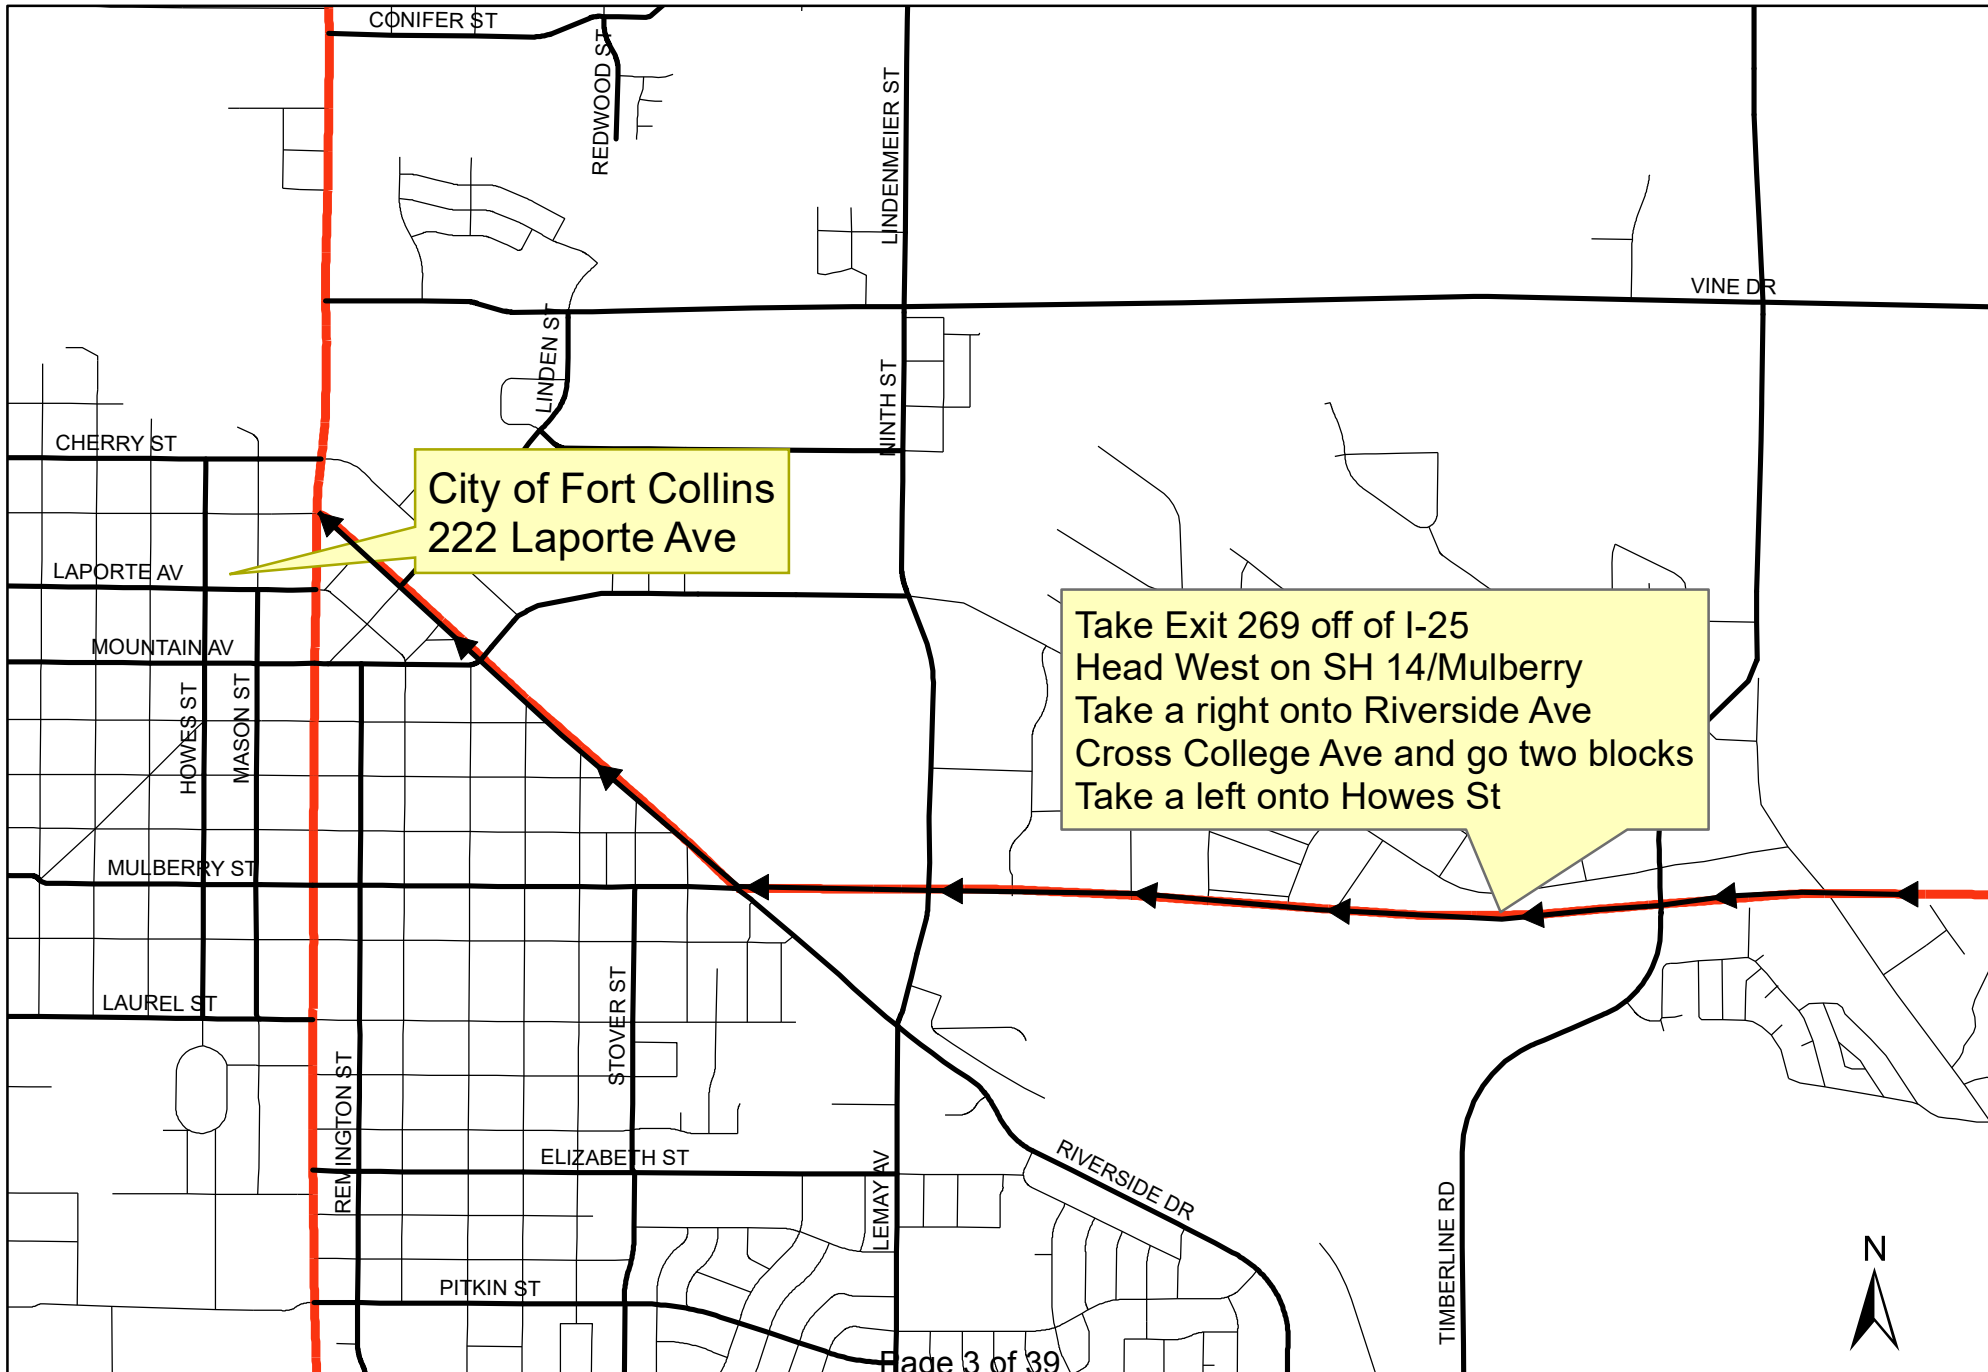 CONIFER ST
REDWOOD ST
LINDENMEIER ST
VINE DR
LINDEN ST
NINTH ST
CHERRY ST
City of Fort Collins
222 Laporte Ave
LAPORTE AV
Take Exit 269 off of I-25
Head West on SH 14/Mulberry
Take a right onto Riverside Ave
Cross College Ave and go two blocks
Take a left onto Howes St
MOUNTAIN AV
HOWES ST
MASON ST
MULBERRY ST
LAUREL ST
STOVER ST
REMINGTON ST
ELIZABETH ST
LEMAY AV
RIVERSIDE DR
TIMBERLINE RD
N
PITKIN ST
Page 3 of 39